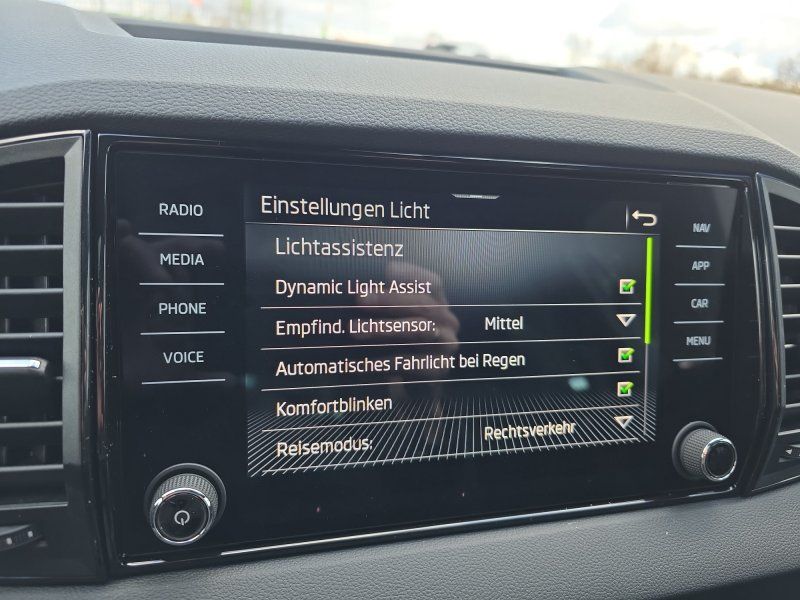 RADIO
MEDIA
PHONE
VOICE
Einstellungen Licht
Lichtassistenz
Dynamic Light Assist
Empfind. Lichtsensor: Mittel
Automatisches Fahrlicht bei Regen
Komfortblinken
Reisemodus: Rechtsverkehr
NAV
APP
CAR
MENU